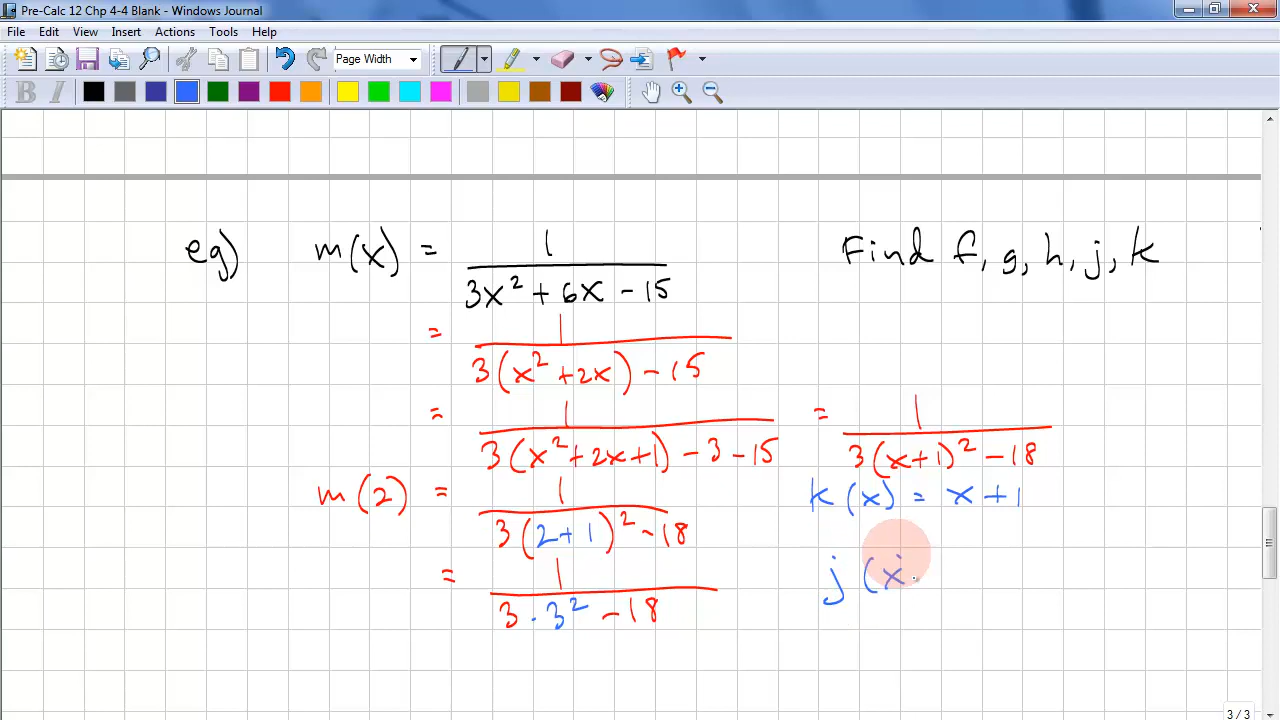 Pre-Calc 12 Chp 4-4 Blank - Windows Journal
File Edit View Insert Actions Tools Help
Page Width
B I
eg) m(x) = 1 / (3x² + 6x - 15) Find f, g, h, j, k
= 1 / (3(x² + 2x) - 15)
= 1 / (3(x² + 2x + 1) - 3 - 15) = 1 / (3(x + 1)² - 18)
m(2) = 1 / (3(2 + 1)² - 18) k(x) = x + 1
= 1 / (3 · 3² - 18) j(x
3 / 3